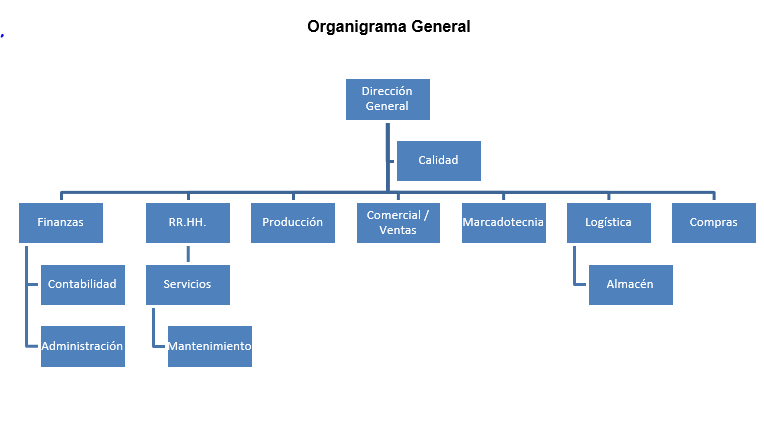 Organigrama General
Dirección
General
Calidad
Finanzas
RR.HH.
Producción
Comercial /
Ventas
Marcadotecnia
Logística
Compras
Contabilidad
Servicios
Almacén
Administración
Mantenimiento